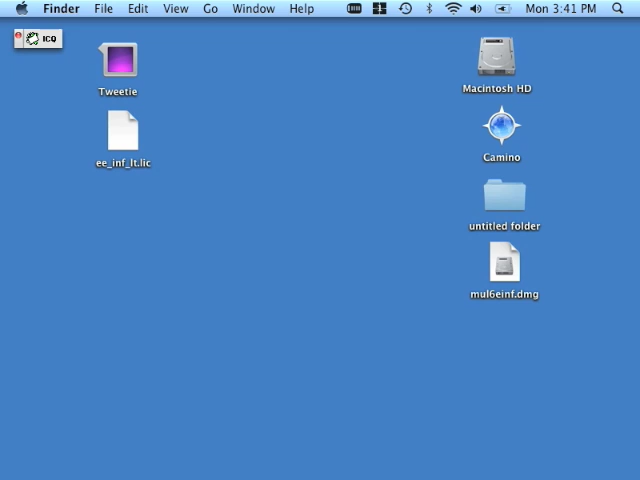 Finder File Edit View Go Window Help Mon 3:41 PM
ICQ
Tweetie
Macintosh HD
ee_inf_lt.lic
Camino
untitled folder
mul6einf.dmg